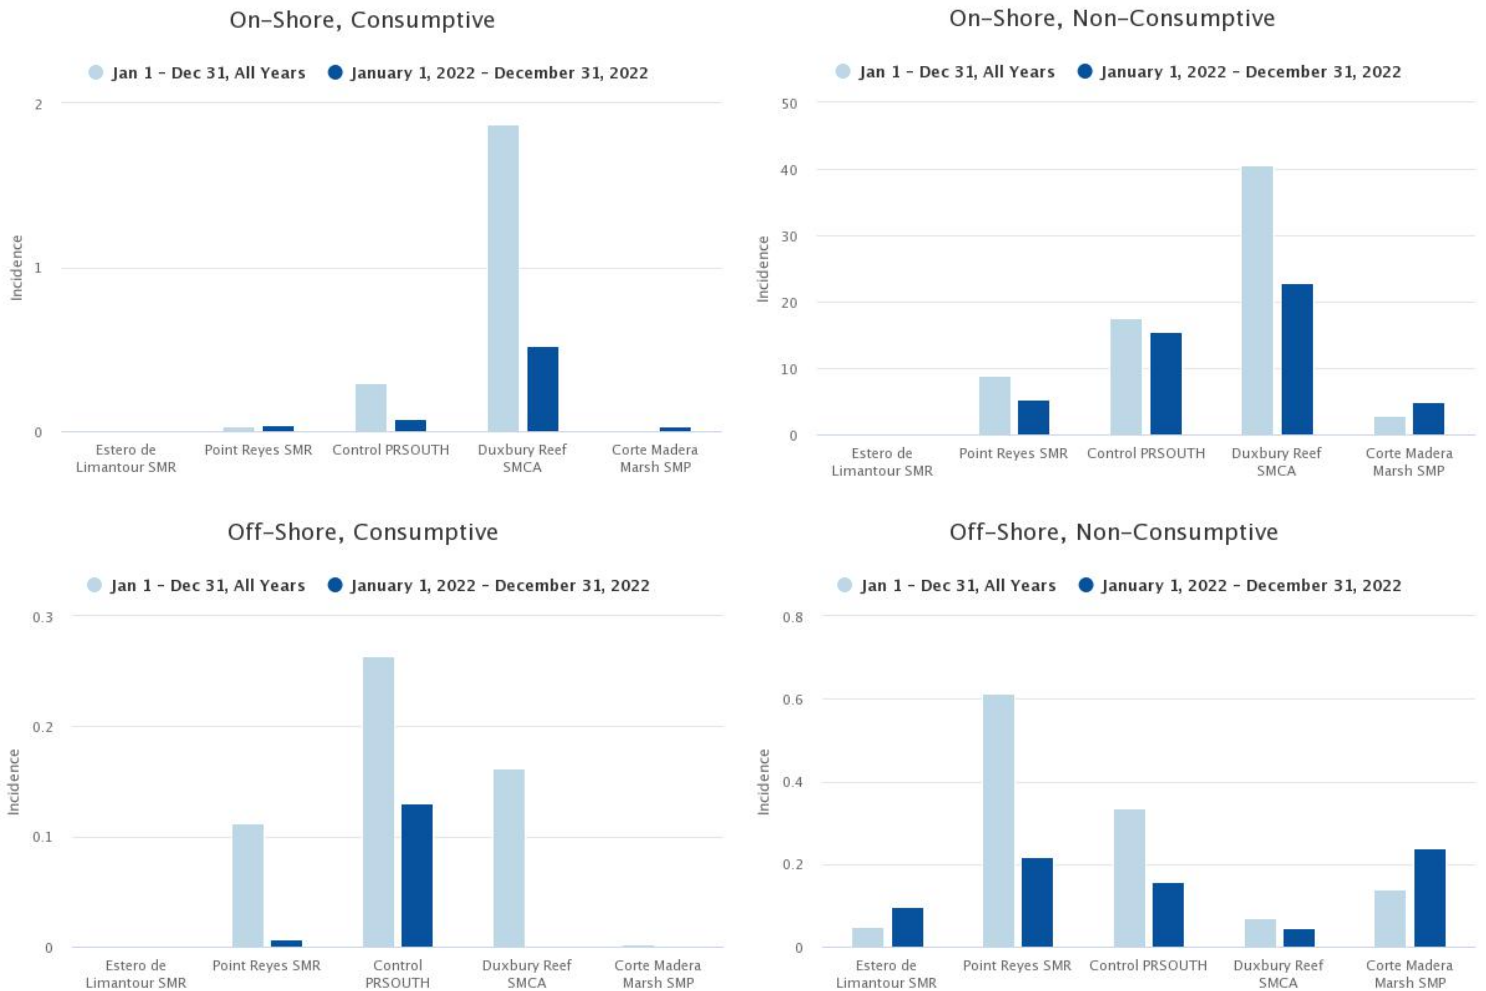 On–Shore, Consumptive
Jan 1 – Dec 31, All Years January 1, 2022 – December 31, 2022
2
1
0
Incidence
Estero de Point Reyes SMR Control PRSOUTH Duxbury Reef Corte Madera
Limantour SMR SMCA Marsh SMP
On–Shore, Non–Consumptive
Jan 1 – Dec 31, All Years January 1, 2022 – December 31, 2022
50
40
30
20
10
0
Incidence
Estero de Point Reyes SMR Control PRSOUTH Duxbury Reef Corte Madera
Limantour SMR SMCA Marsh SMP
Off–Shore, Consumptive
Jan 1 – Dec 31, All Years January 1, 2022 – December 31, 2022
0.3
0.2
0.1
0
Incidence
Estero de Point Reyes SMR Control Duxbury Reef Corte Madera
Limantour SMR PRSOUTH SMCA Marsh SMP
Off–Shore, Non–Consumptive
Jan 1 – Dec 31, All Years January 1, 2022 – December 31, 2022
0.8
0.6
0.4
0.2
0
Incidence
Estero de Point Reyes SMR Control PRSOUTH Duxbury Reef Corte Madera
Limantour SMR SMCA Marsh SMP